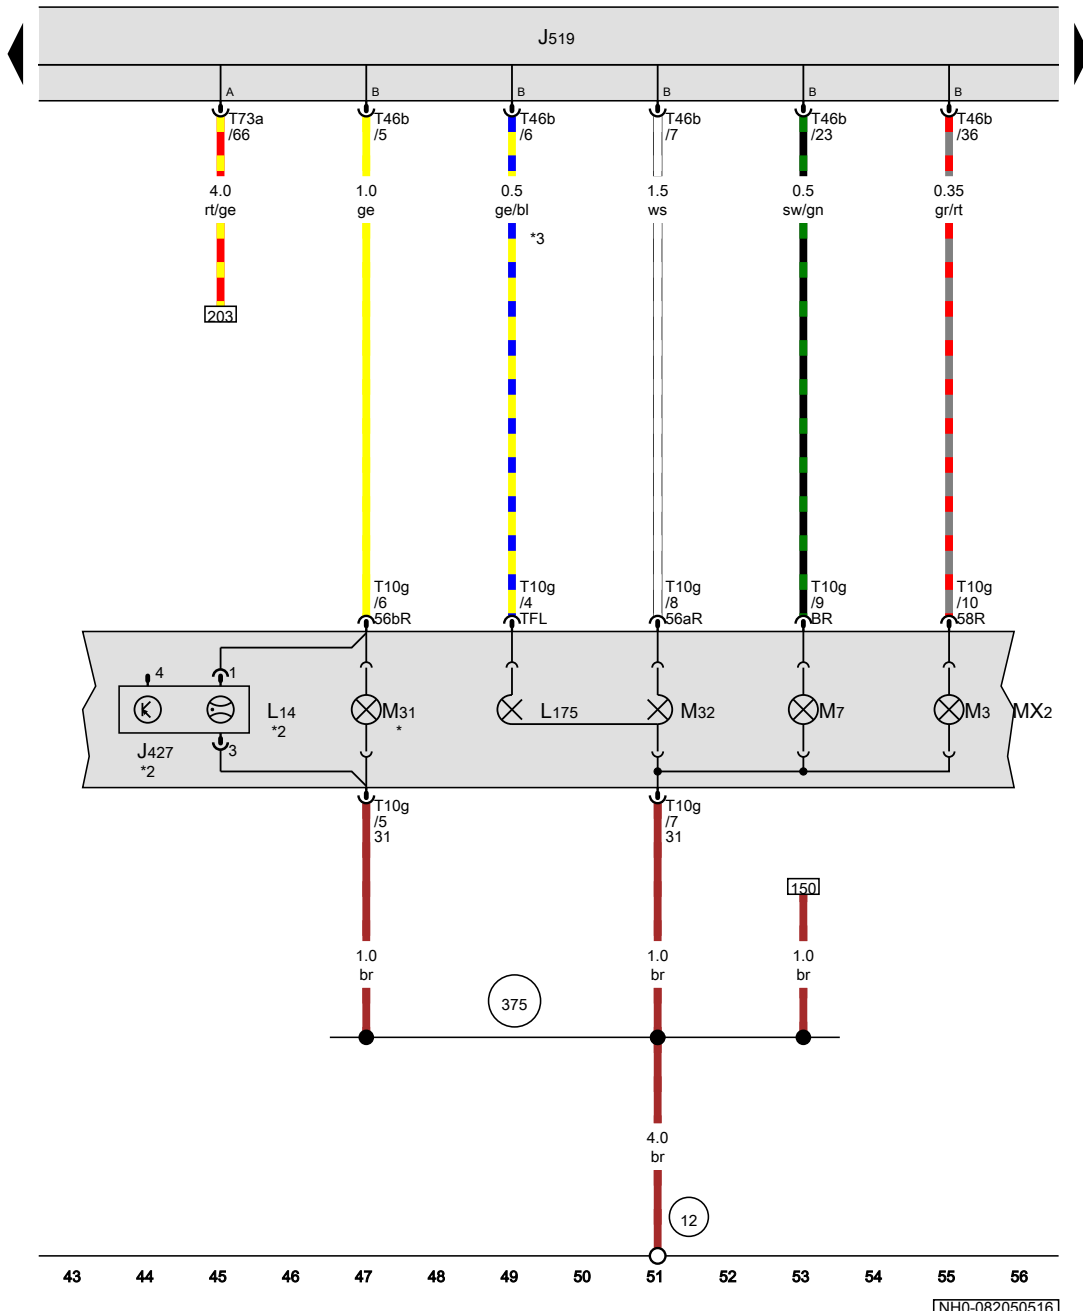 J519
A B B B B B
T73a T46b T46b T46b T46b T46b
/66 /5 /6 /7 /23 /36
4.0 1.0 0.5 1.5 0.5 0.35
rt/ge ge ge/bl ws sw/gn gr/rt
*3
203
T10g T10g T10g T10g T10g
/6 /4 /8 /9 /10
56bR TFL 56aR BR 58R
4 1
L14 M31 L175 M32 M7 M3 MX2
*2 *
J427 3
*2
T10g T10g
/5 /7
31 31
150
1.0 1.0 1.0
br br br
375
4.0
br
12
43 44 45 46 47 48 49 50 51 52 53 54 55 56
NH0-082050516